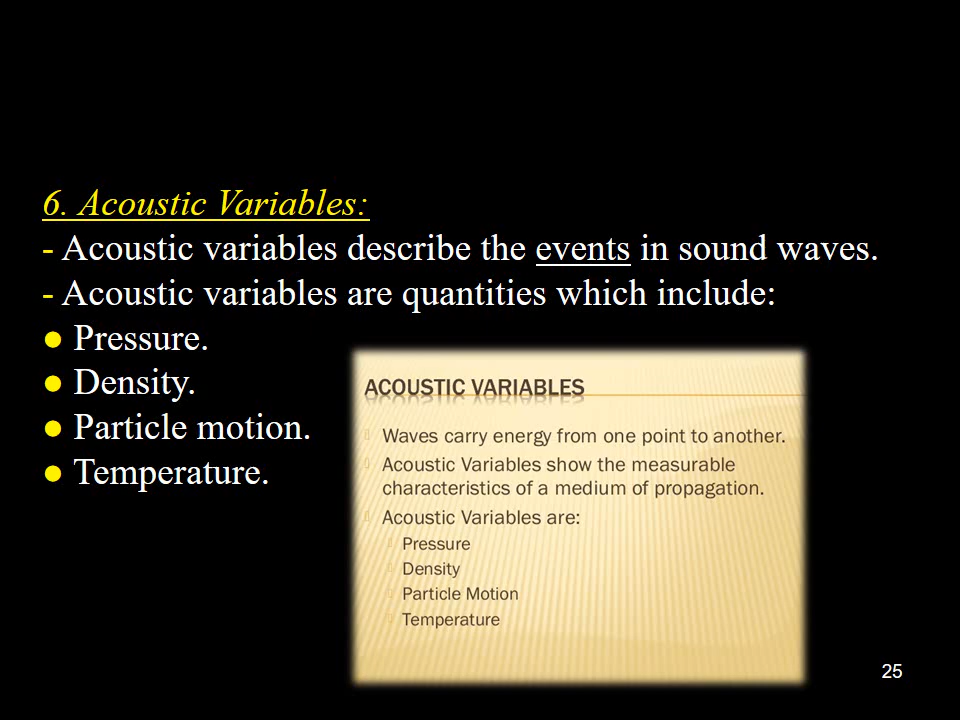 6. Acoustic Variables:
- Acoustic variables describe the events in sound waves.
- Acoustic variables are quantities which include:
● Pressure.
● Density.
● Particle motion.
● Temperature.
ACOUSTIC VARIABLES
Waves carry energy from one point to another.
Acoustic Variables show the measurable
characteristics of a medium of propagation.
Acoustic Variables are:
Pressure
Density
Particle Motion
Temperature
25